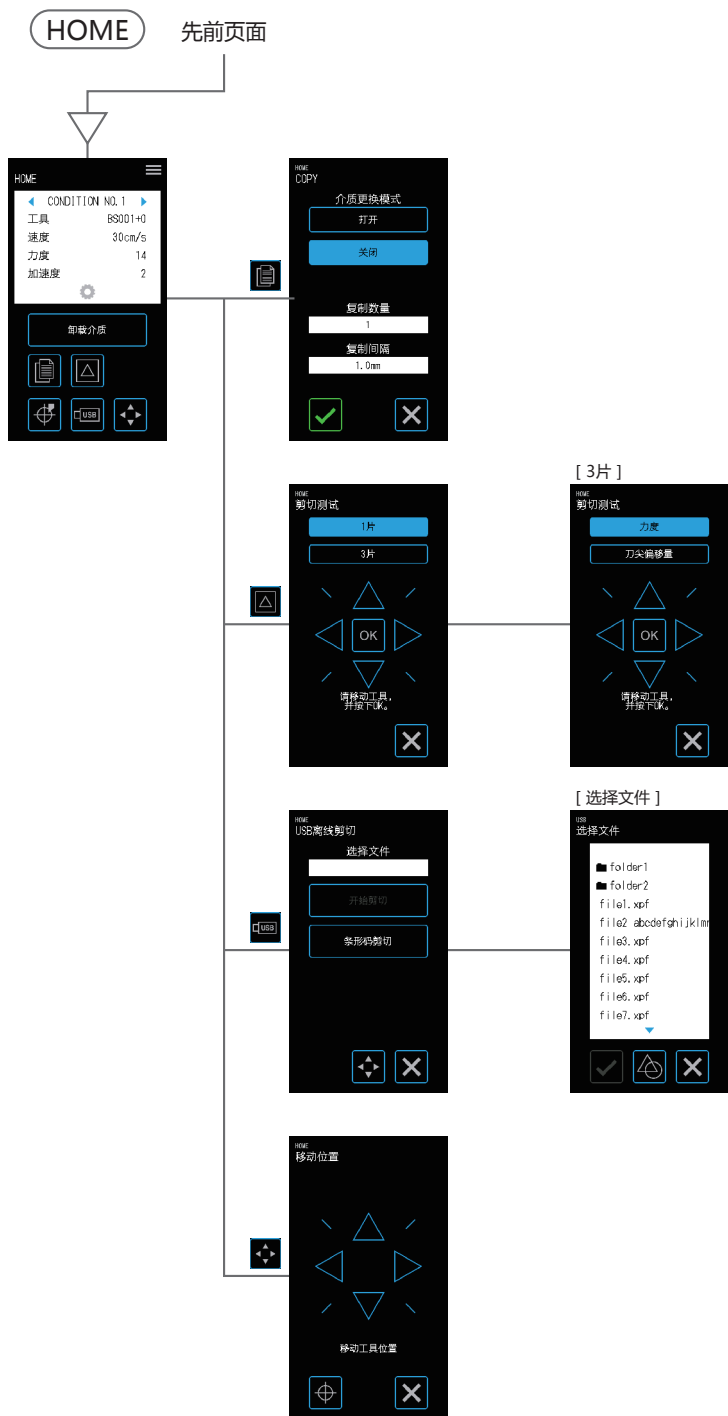 HOME
先前页面
HOME
CONDITION NO. 1
工具 BS001+0
速度 30cm/s
力度 14
加速度 2
卸载介质
USB
HOME
COPY
介质更换模式
打开
关闭
复制数量
1
复制间隔
1. 0mm
HOME
剪切测试
1片
3片
OK
请移动工具,
并按下OK。
[ 3片 ]
HOME
剪切测试
力度
刀尖偏移量
OK
请移动工具,
并按下OK。
USB
HOME
USB离线剪切
选择文件
开始剪切
条形码剪切
[ 选择文件 ]
USB
选择文件
folder1
folder2
file1. xpf
file2 abcdefghijklmn
file3. xpf
file4. xpf
file5. xpf
file6. xpf
file7. xpf
HOME
移动位置
移动工具位置